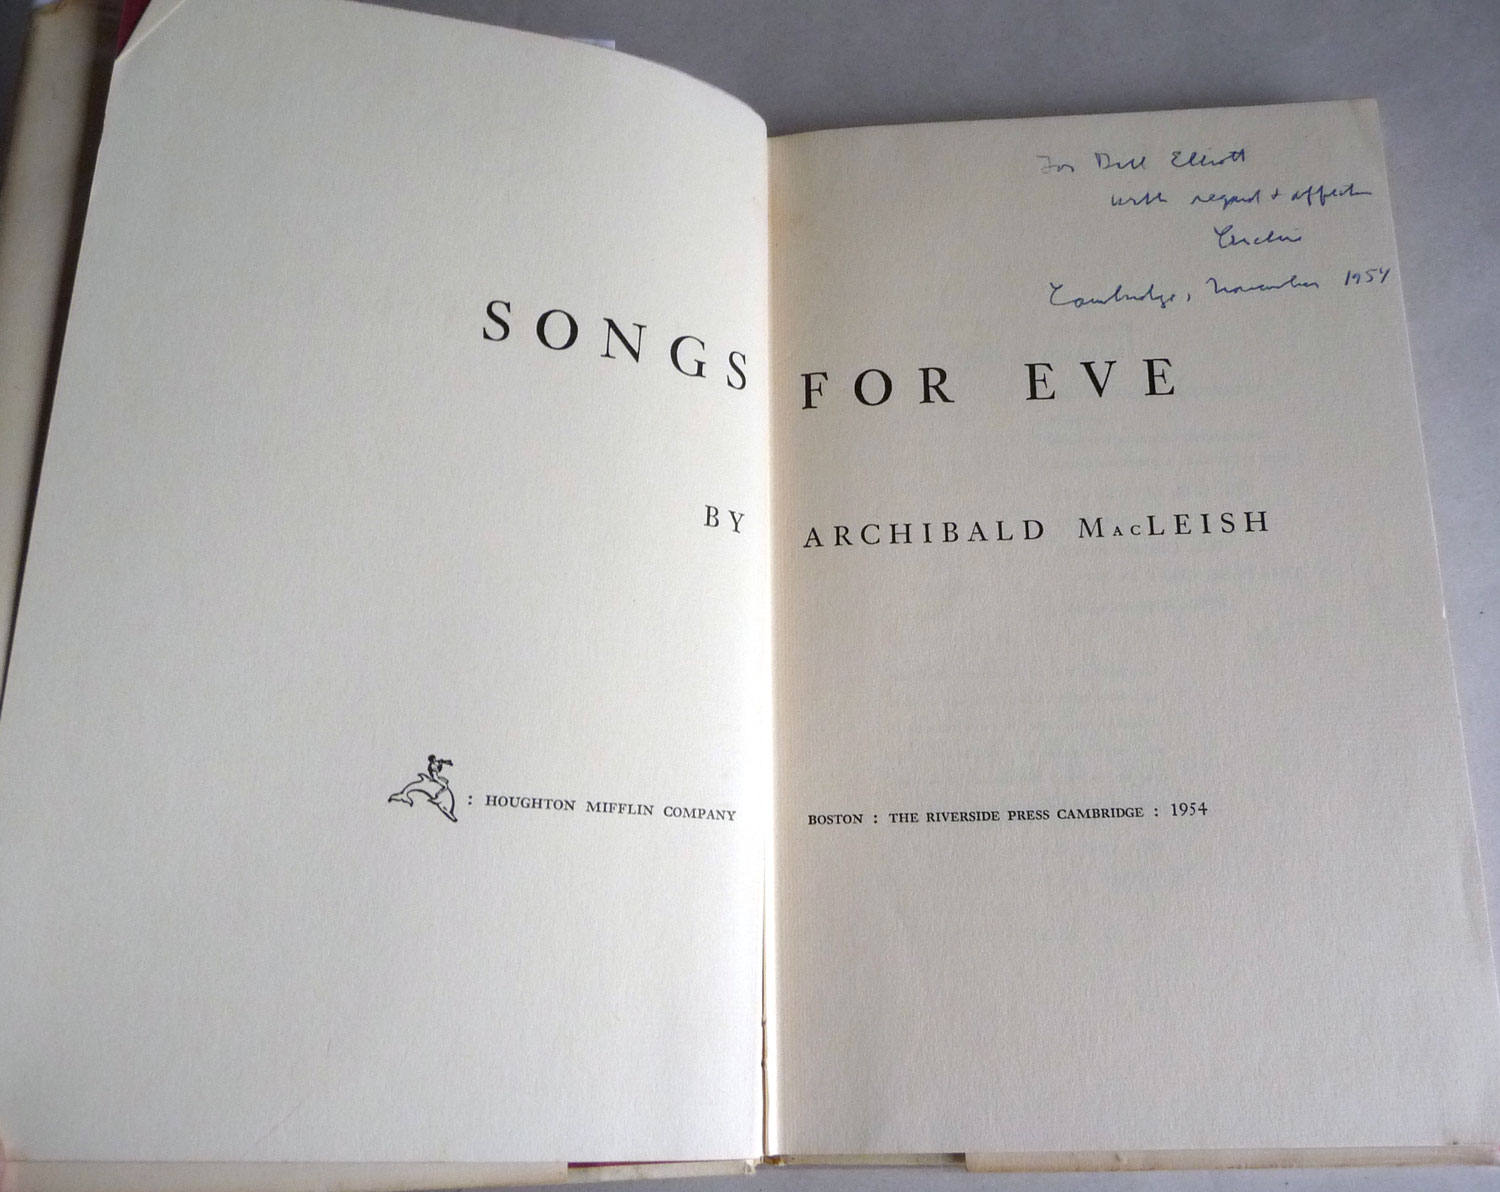 For Bill Elliott
with regard + affection
Archie
Cambridge, November 1954
SONGS FOR EVE
BY ARCHIBALD MacLEISH
: HOUGHTON MIFFLIN COMPANY BOSTON : THE RIVERSIDE PRESS CAMBRIDGE : 1954